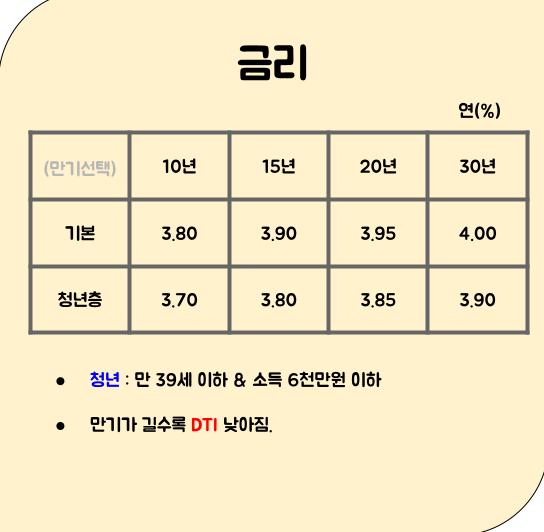 금리
연(%)
(만기선택) 10년 15년 20년 30년
기본 3.80 3.90 3.95 4.00
청년층 3.70 3.80 3.85 3.90
● 청년 : 만 39세 이하 & 소득 6천만원 이하
● 만기가 길수록 DTI 낮아짐.